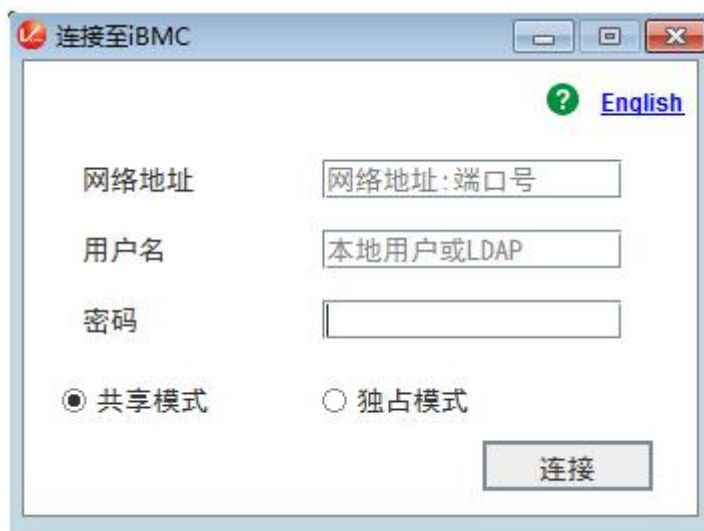 连接至iBMC
? English
网络地址 网络地址:端口号
用户名 本地用户或LDAP
密码
共享模式 独占模式
连接